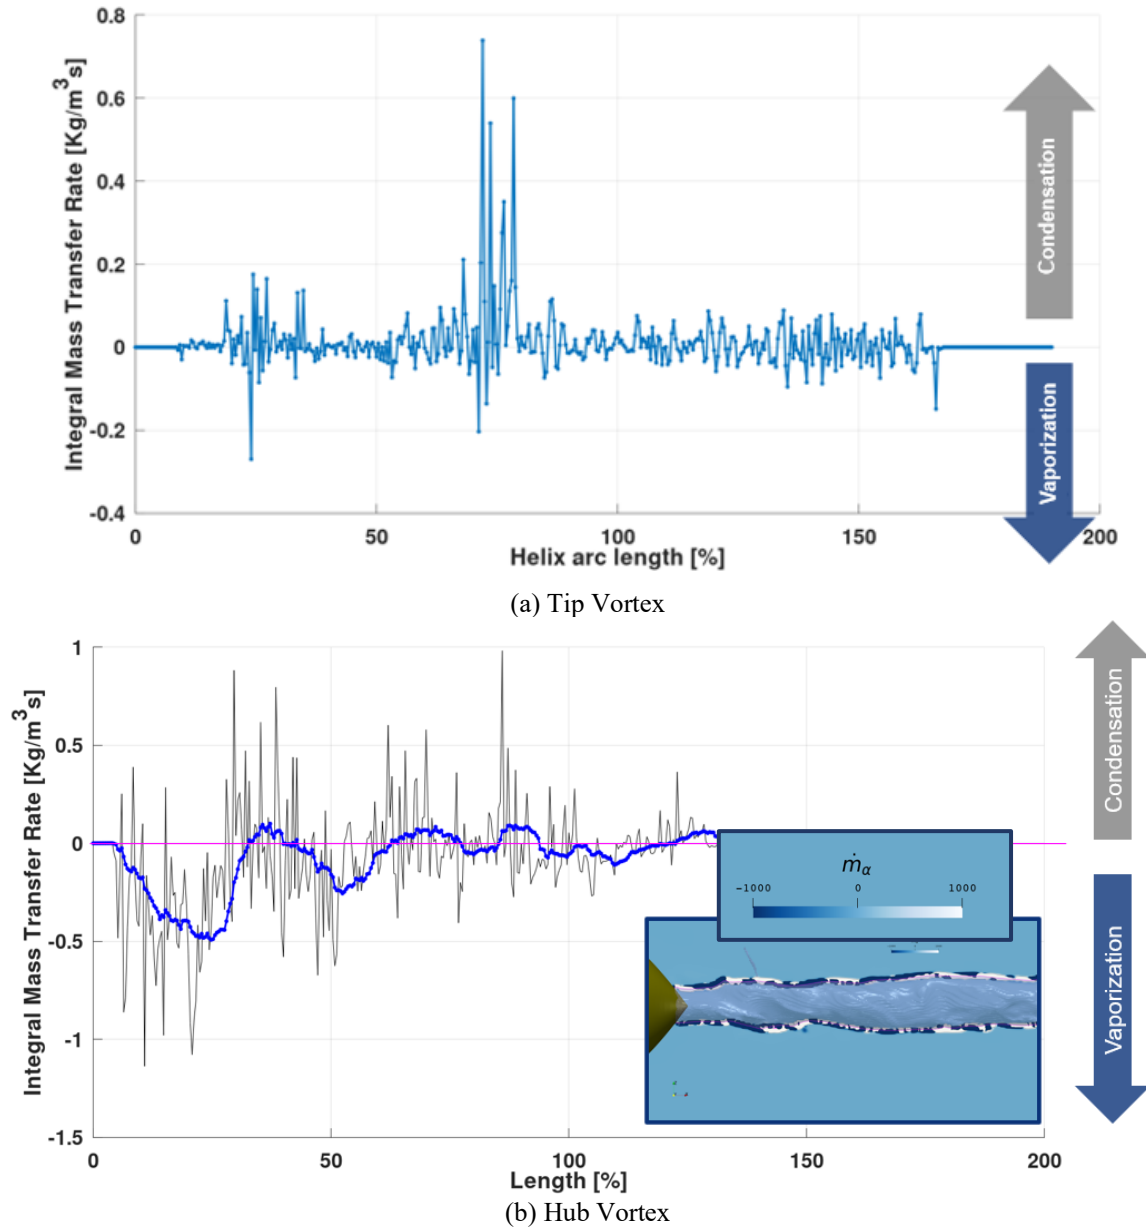 0.8
0.6
0.4
0.2
0
-0.2
-0.4
Integral Mass Transfer Rate [Kg/m³s]
Condensation
Vaporization
0
50
100
150
200
Helix arc length [%]
(a) Tip Vortex
1
0.5
0
-0.5
-1
-1.5
Integral Mass Transfer Rate [Kg/m³s]
Condensation
Vaporization
ṁα
−1000
0
1000
0
50
100
150
200
Length [%]
(b) Hub Vortex